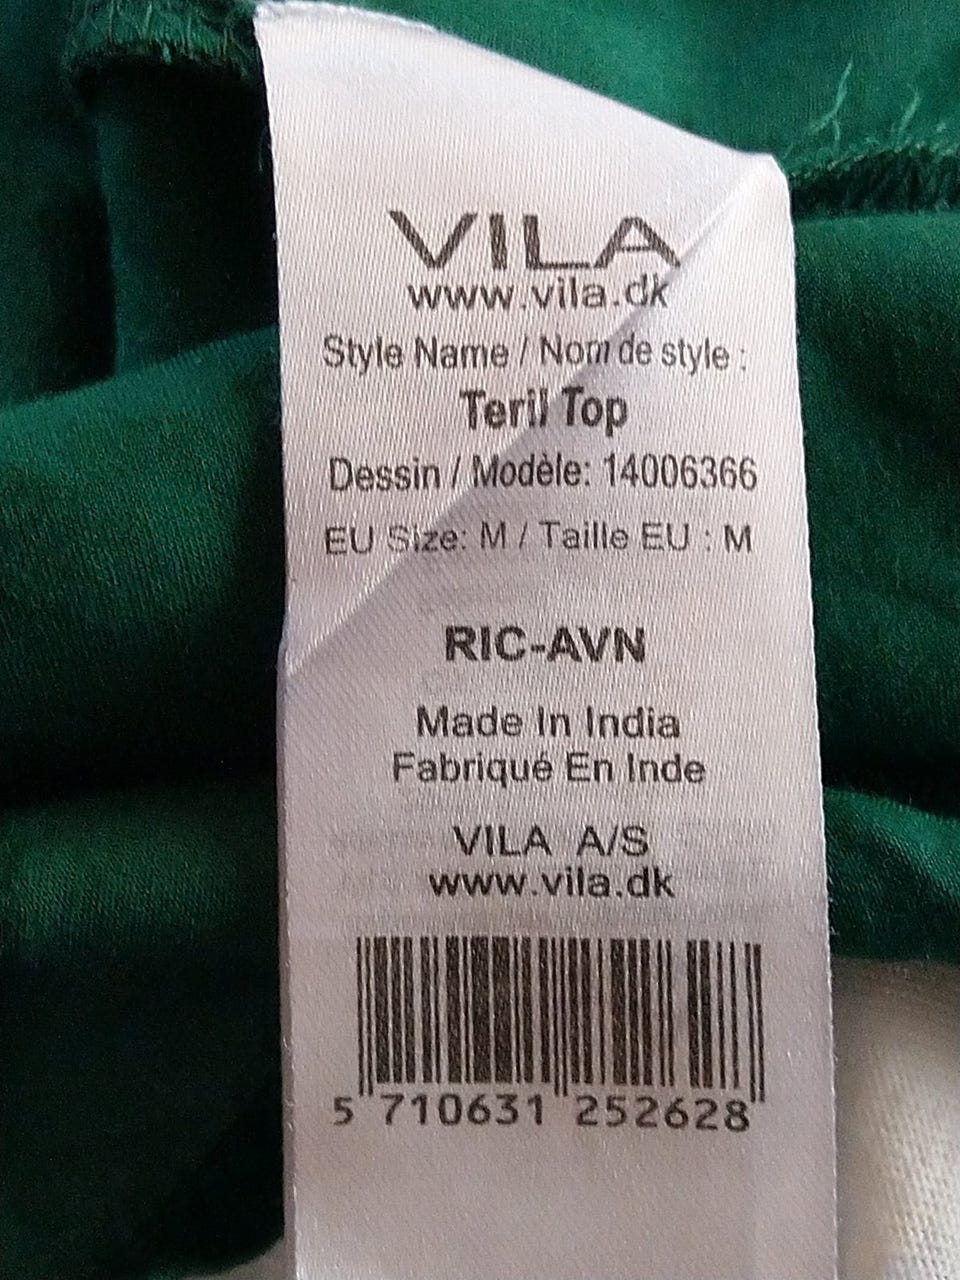 VILA
www.vila.dk
Style Name / Nom de style :
Teril Top
Dessin / Modèle: 14006366
EU Size: M / Taille EU : M
RIC-AVN
Made In India
Fabriqué En Inde
VILA A/S
www.vila.dk
5 710631 252628